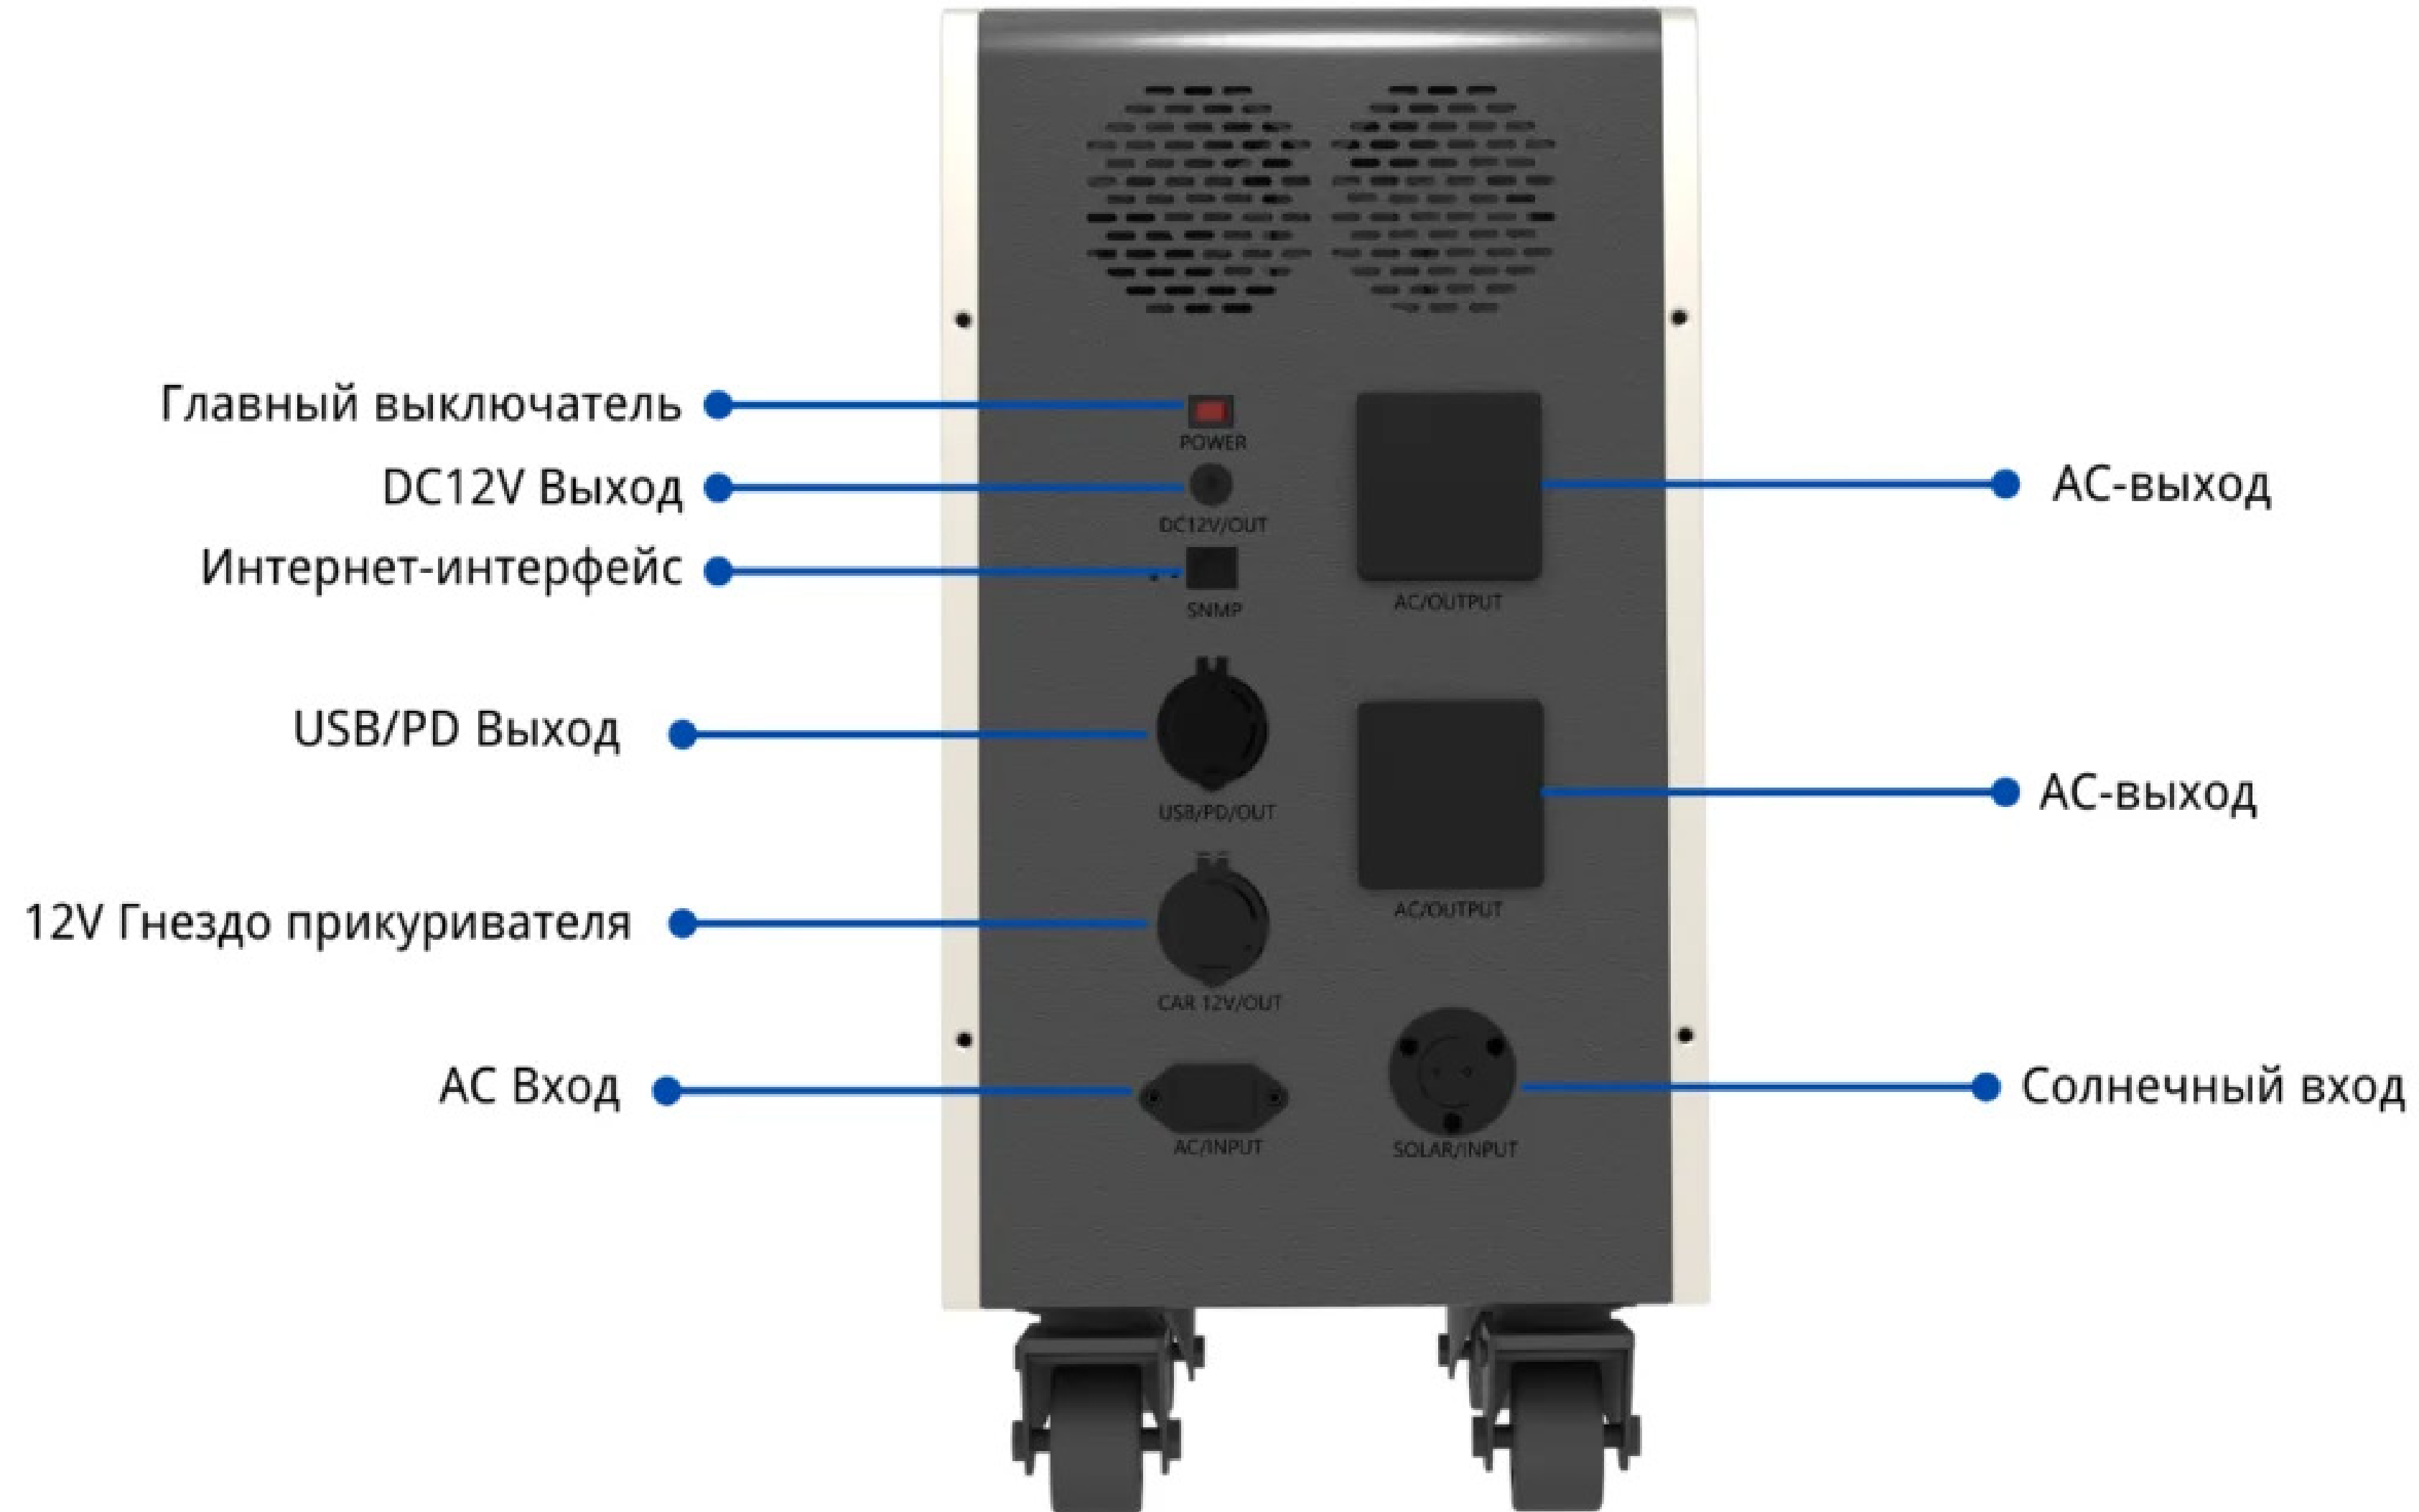 Главный выключатель
POWER
DC12V Выход
DC12V/OUT
AC-выход
Интернет-интерфейс
SNMP
AC/OUTPUT
USB/PD Выход
USB/PD/OUT
AC-выход
AC/OUTPUT
12V Гнездо прикуривателя
CAR 12V/OUT
AC Вход
AC/INPUT
Солнечный вход
SOLAR/INPUT